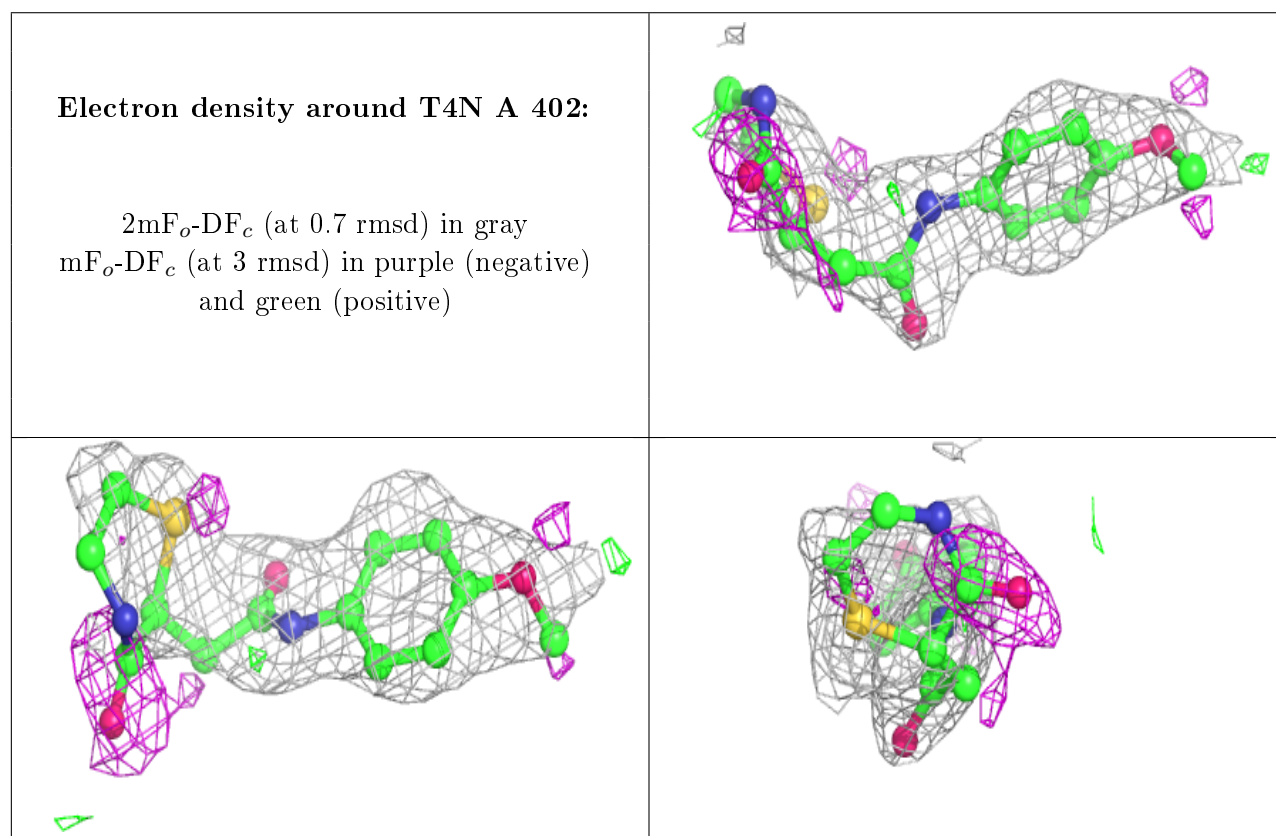 Electron density around T4N A 402:
2mFo-DFc (at 0.7 rmsd) in gray
mFo-DFc (at 3 rmsd) in purple (negative)
and green (positive)